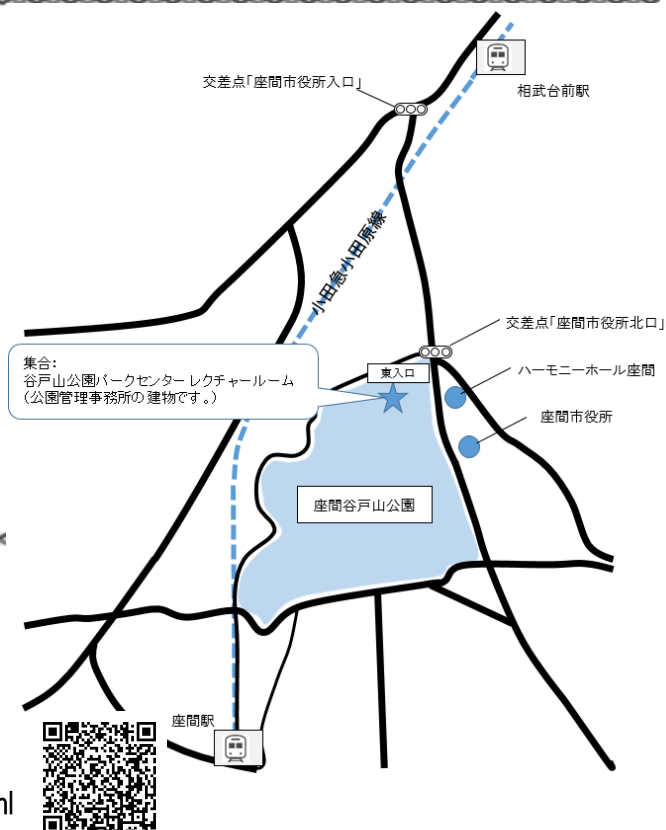 相武台前駅
交差点「座間市役所入口」
小田急小田原線
交差点「座間市役所北口」
集合：
谷戸山公園パークセンターレクチャールーム
（公園管理事務所の建物です。）
東入口
ハーモニーホール座間
座間市役所
座間谷戸山公園
座間駅
ml